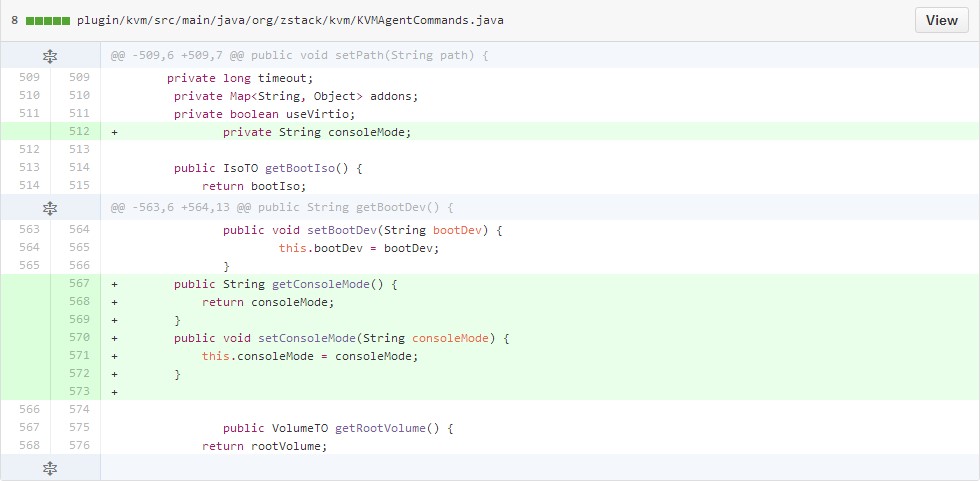 8 plugin/kvm/src/main/java/org/zstack/kvm/KVMAgentCommands.java View
@@ -509,6 +509,7 @@ public void setPath(String path) {
509 509 private long timeout;
510 510 private Map<String, Object> addons;
511 511 private boolean useVirtio;
512 + private String consoleMode;
512 513
513 514 public IsoTO getBootIso() {
514 515 return bootIso;
@@ -563,6 +564,13 @@ public String getBootDev() {
563 564 public void setBootDev(String bootDev) {
564 565 this.bootDev = bootDev;
565 566 }
567 + public String getConsoleMode() {
568 + return consoleMode;
569 + }
570 + public void setConsoleMode(String consoleMode) {
571 + this.consoleMode = consoleMode;
572 + }
573 +
566 574
567 575 public VolumeTO getRootVolume() {
568 576 return rootVolume;